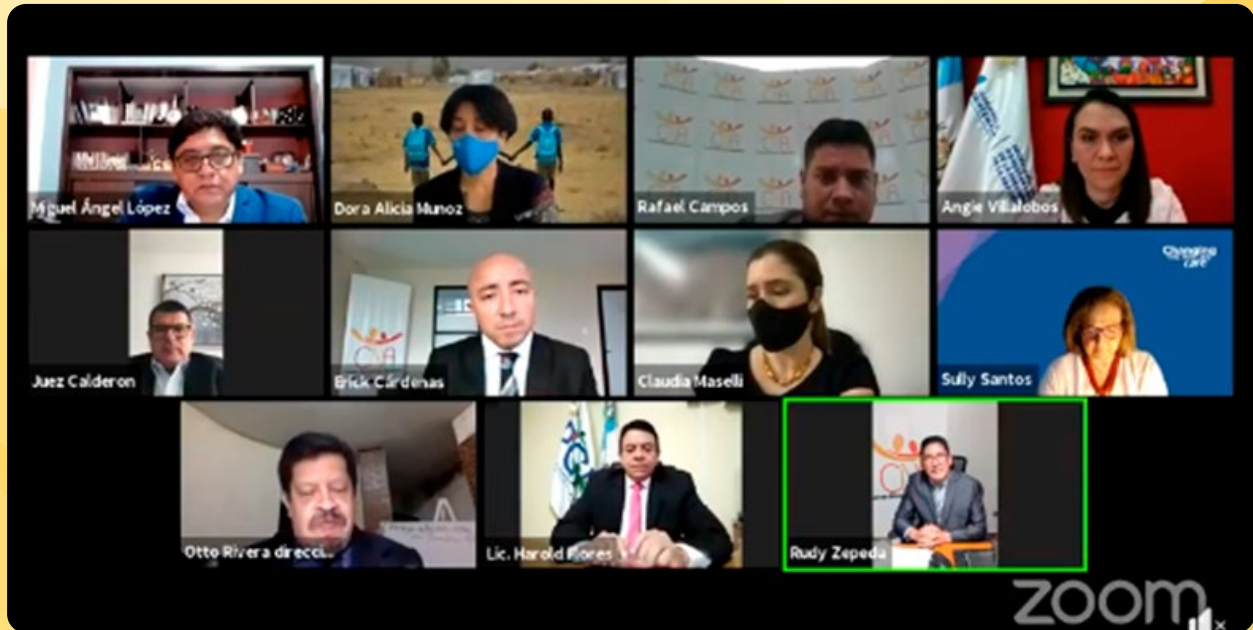 Miguel Ángel López
Dora Alicia Munoz
Rafael Campos
Angie Villalobos
Juez Calderon
Erick Cárdenas
Claudia Maselli
Changing
Sully Santos
Otto Rivera direcci...
Lic. Harold Flores
Rudy Zepeda
zoom